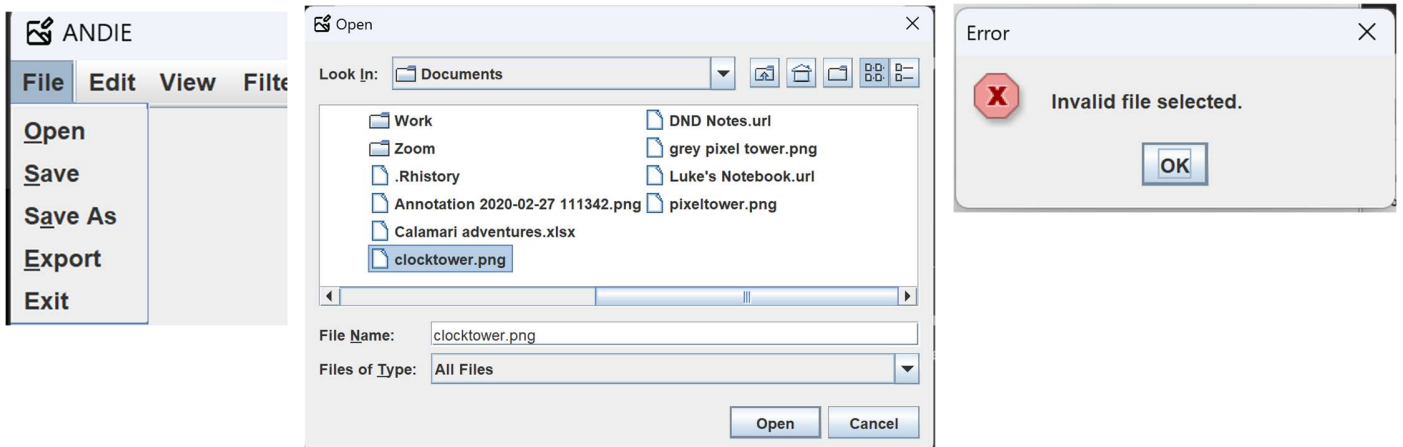 ANDIE
File Edit View Filte
Open
Save
Save As
Export
Exit
Open
Look In: Documents
Work
Zoom
.Rhistory
Annotation 2020-02-27 111342.png
Calamari adventures.xlsx
clocktower.png
DND Notes.url
grey pixel tower.png
Luke's Notebook.url
pixeltower.png
File Name: clocktower.png
Files of Type: All Files
Open Cancel
Error
Invalid file selected.
OK